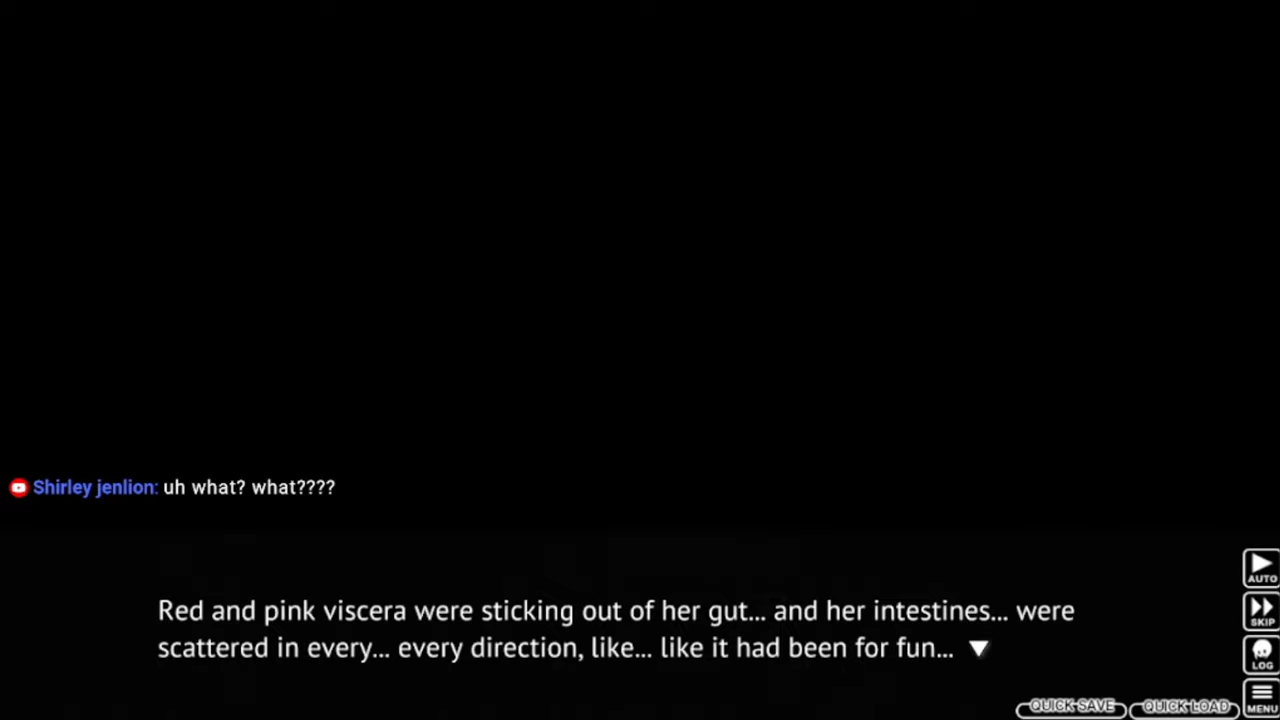 Shirley jenlion: uh what? what????
Red and pink viscera were sticking out of her gut... and her intestines... were
scattered in every... every direction, like... like it had been for fun...
AUTO
SKIP
LOG
MENU
QUICK SAVE QUICK LOAD